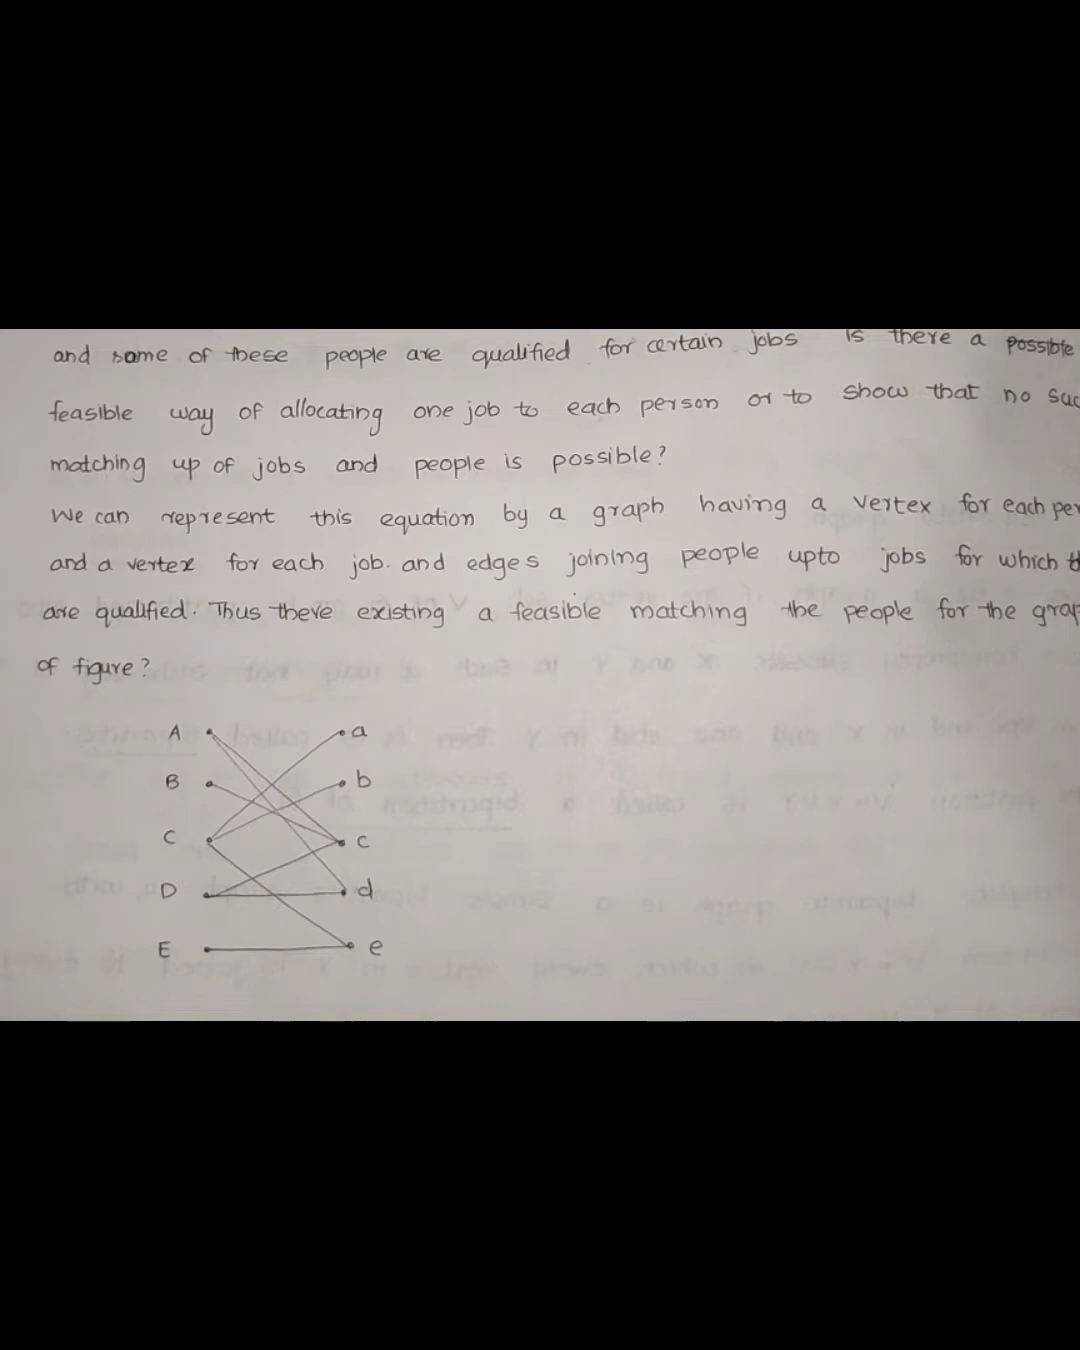 and some of these people are qualified for certain jobs is there a possible
feasible way of allocating one job to each person or to show that no suc
matching up of jobs and people is possible?
We can represent this equation by a graph having a vertex for each per
and a vertex for each job. and edges joining people upto jobs for which t
are qualified. Thus there existing a feasible matching the people for the grap
of figure?
A a
B b
C c
D d
E e